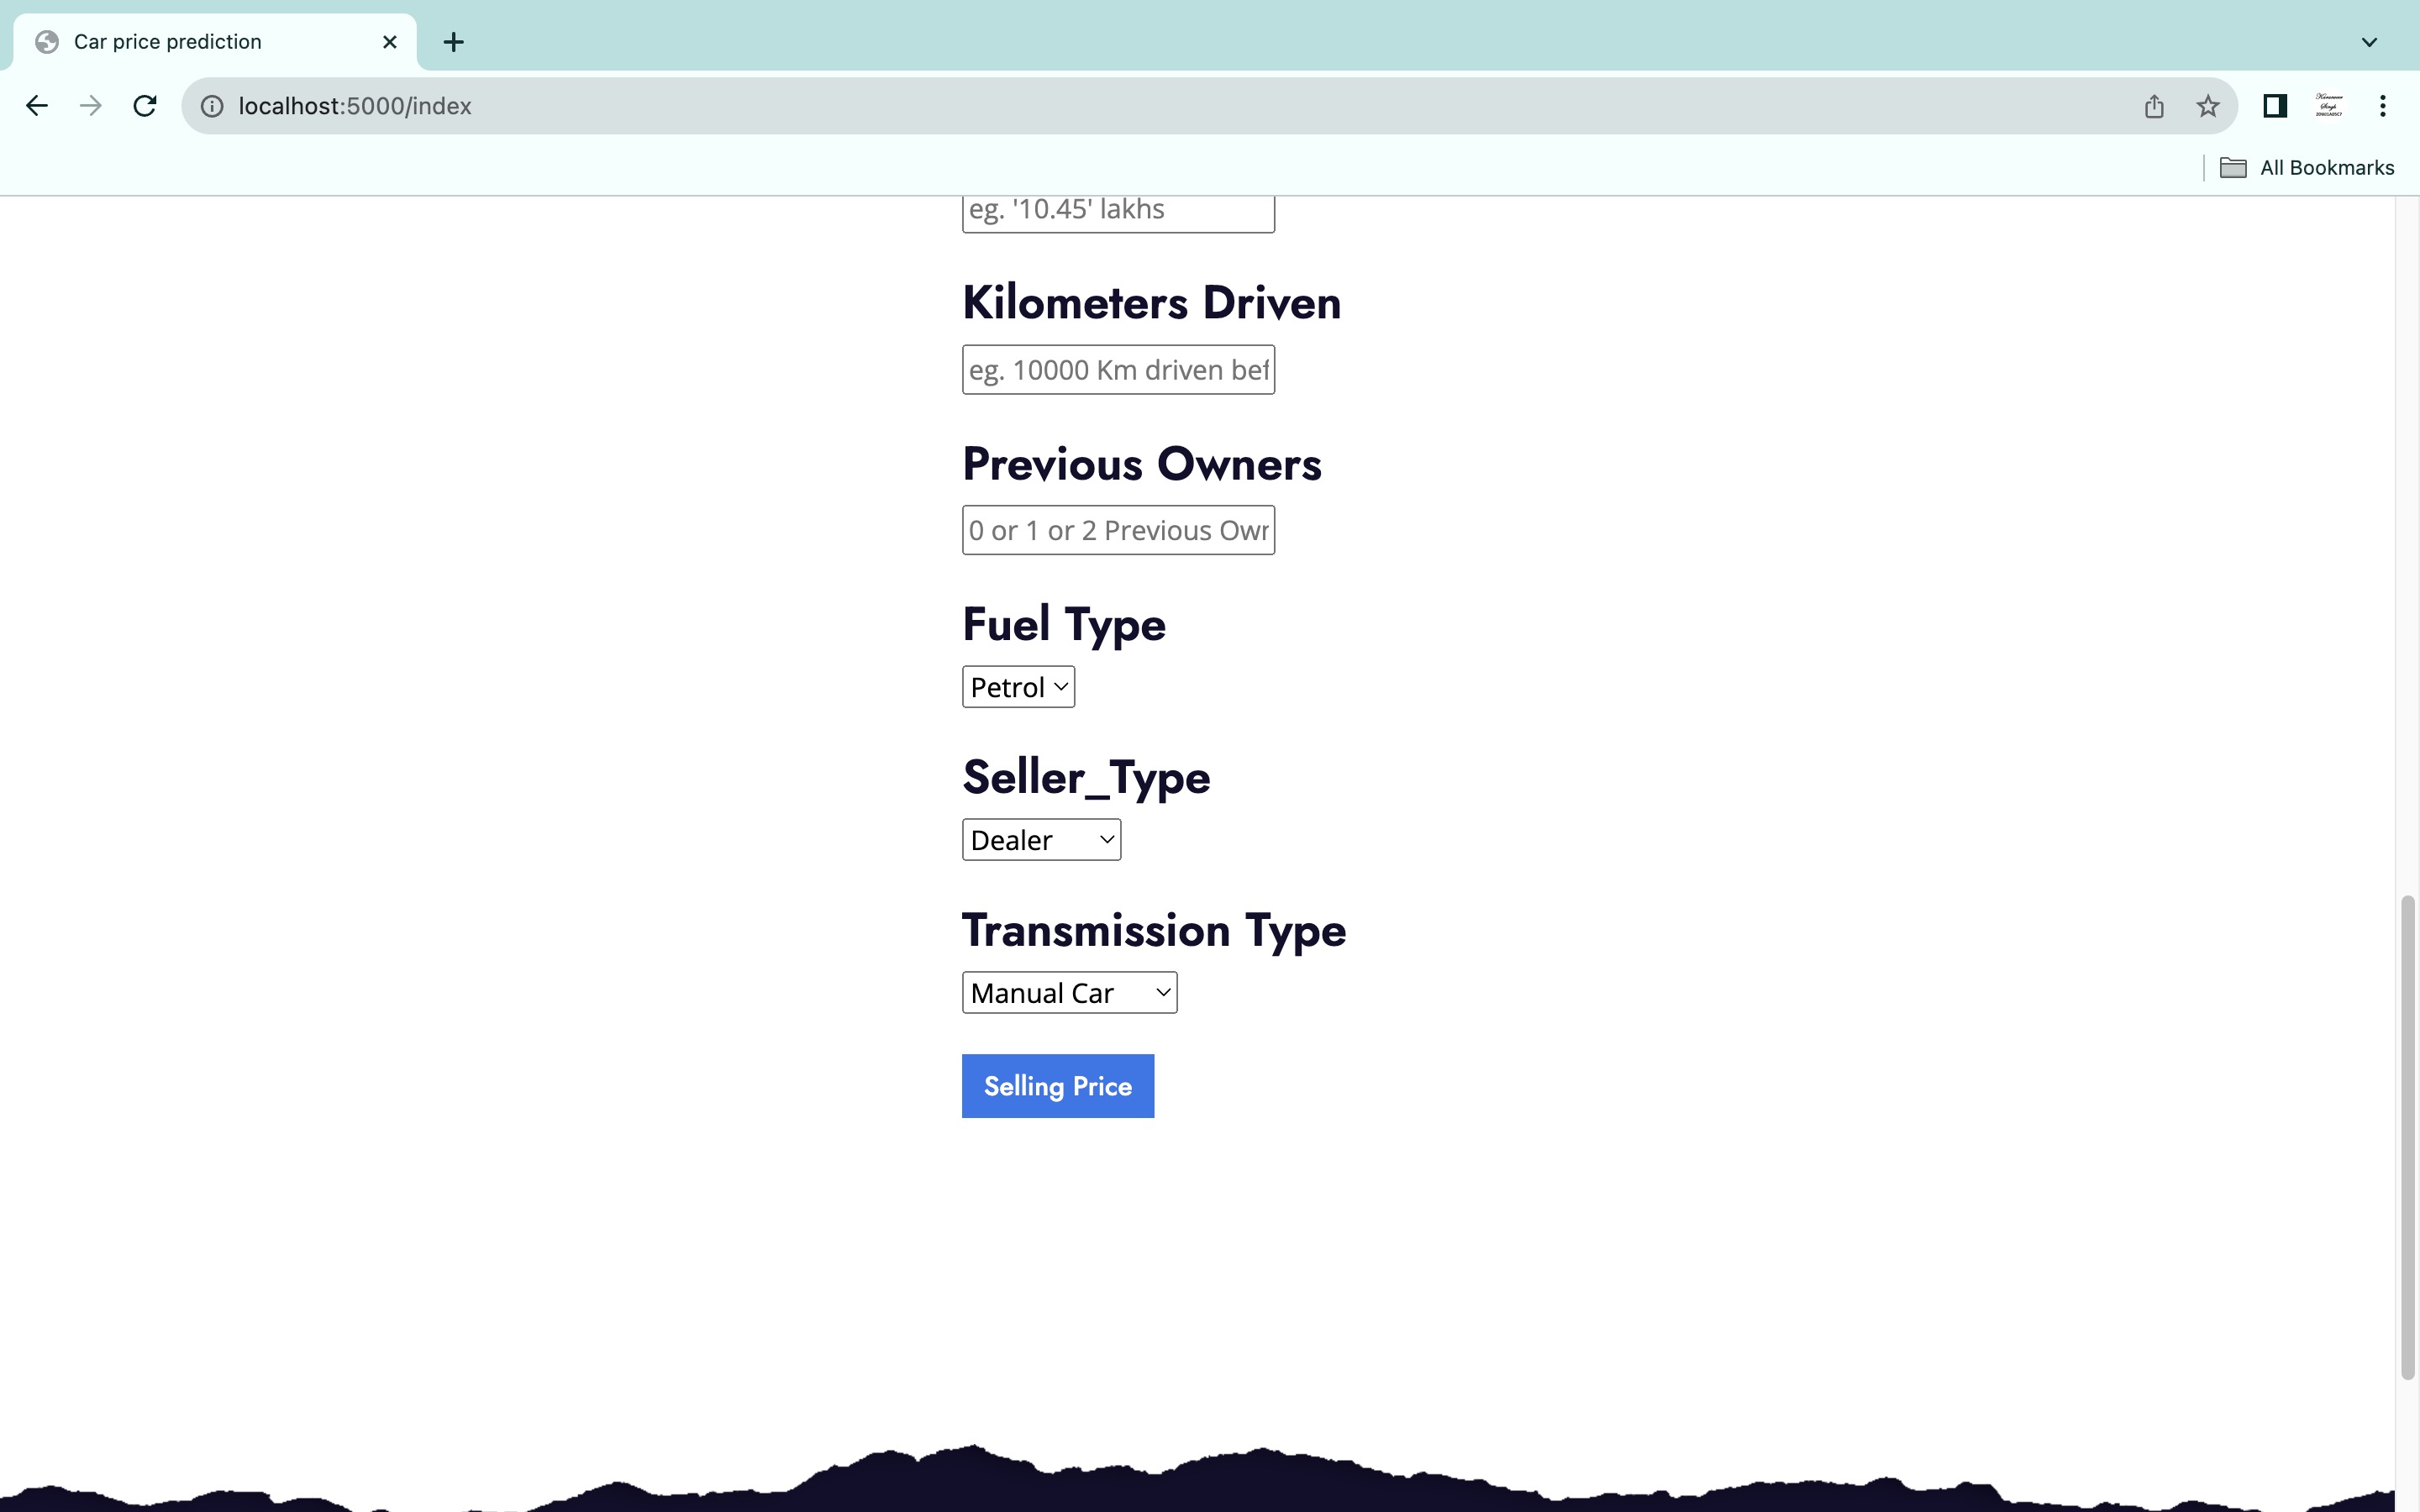 Car price prediction
localhost:5000/index
All Bookmarks
eg. '10.45' lakhs
Kilometers Driven
eg. 10000 Km driven bef
Previous Owners
0 or 1 or 2 Previous Owr
Fuel Type
Petrol
Seller_Type
Dealer
Transmission Type
Manual Car
Selling Price